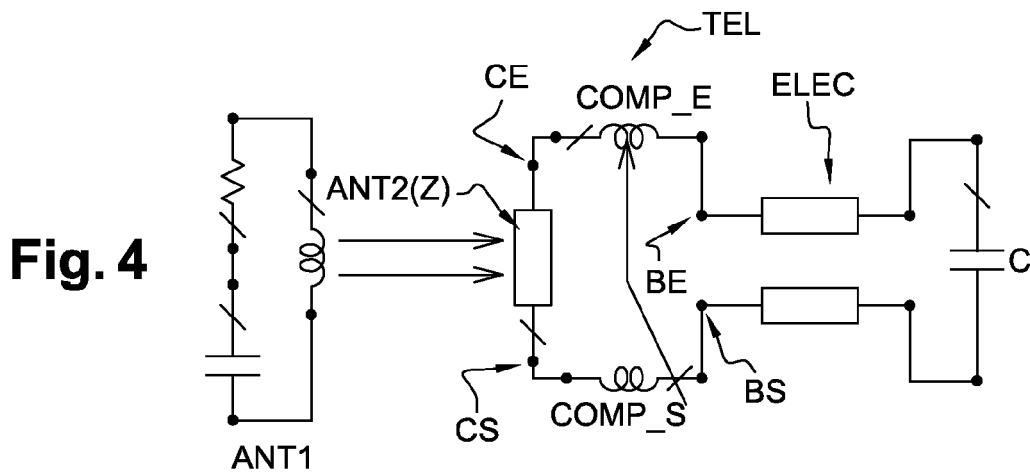 TEL
CE
COMP_E
ELEC
ANT2(Z)
Fig. 4
BE
C
BS
CS
COMP_S
ANT1